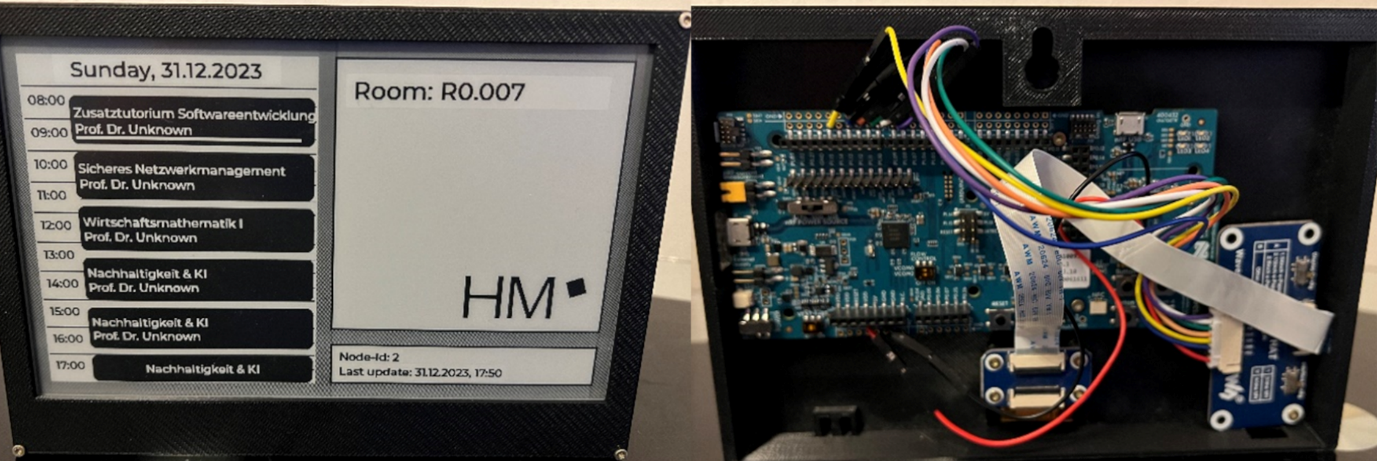 Sunday, 31.12.2023
08:00
Zusatztutorium Softwareentwicklung
Prof. Dr. Unknown
09:00
10:00
Sicheres Netzwerkmanagement
Prof. Dr. Unknown
11:00
12:00
Wirtschaftsmathematik I
Prof. Dr. Unknown
13:00
Nachhaltigkeit & KI
Prof. Dr. Unknown
14:00
15:00
Nachhaltigkeit & KI
Prof. Dr. Unknown
16:00
17:00
Nachhaltigkeit & KI
Room: R0.007
HM
Node-Id: 2
Last update: 31.12.2023, 17:50